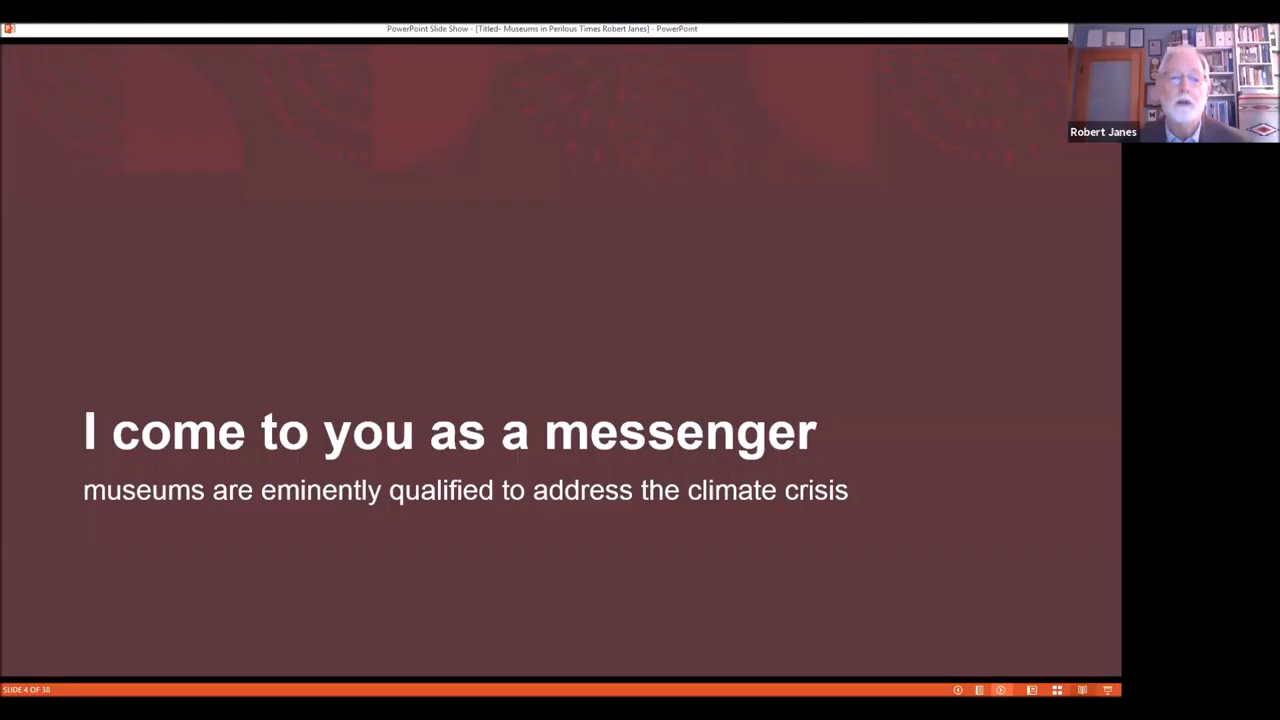 PowerPoint Slide Show - [Titled- Museums in Perilous Times Robert Janes] - PowerPoint
Robert Janes
I come to you as a messenger
museums are eminently qualified to address the climate crisis
SLIDE 4 OF 38